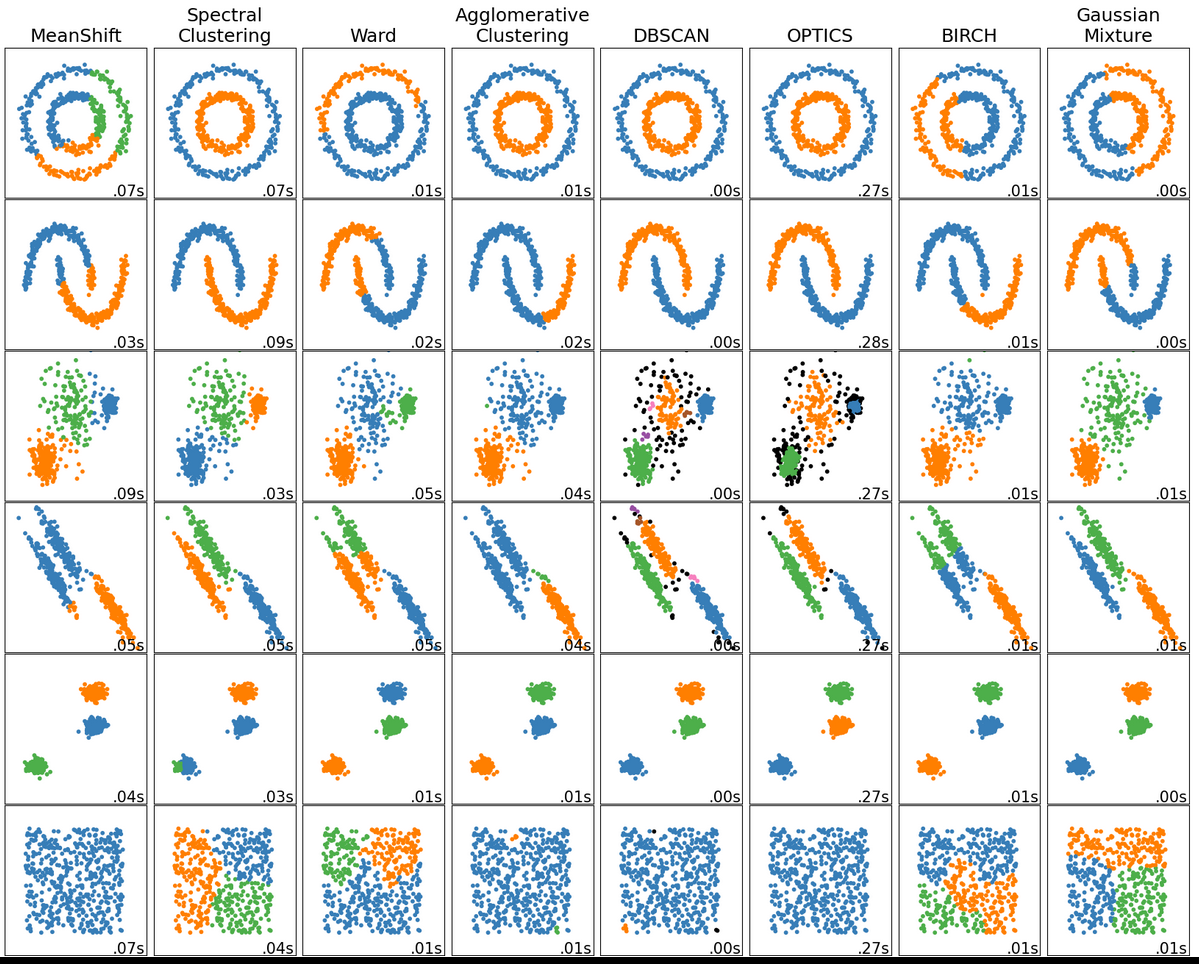 MeanShift
Spectral
Clustering
Ward
Agglomerative
Clustering
DBSCAN
OPTICS
BIRCH
Gaussian
Mixture
.07s
.07s
.01s
.01s
.00s
.27s
.01s
.00s
.03s
.09s
.02s
.02s
.00s
.28s
.01s
.00s
.09s
.03s
.05s
.04s
.00s
.27s
.01s
.01s
.05s
.05s
.05s
.04s
.00s
.27s
.01s
.01s
.04s
.03s
.01s
.01s
.00s
.27s
.01s
.00s
.07s
.04s
.01s
.01s
.00s
.27s
.01s
.01s